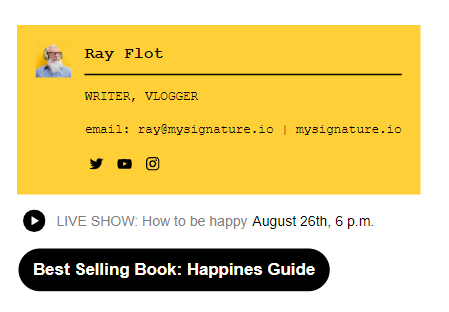 Ray Flot
WRITER, VLOGGER
email: ray@mysignature.io | mysignature.io
LIVE SHOW: How to be happy August 26th, 6 p.m.
Best Selling Book: Happines Guide